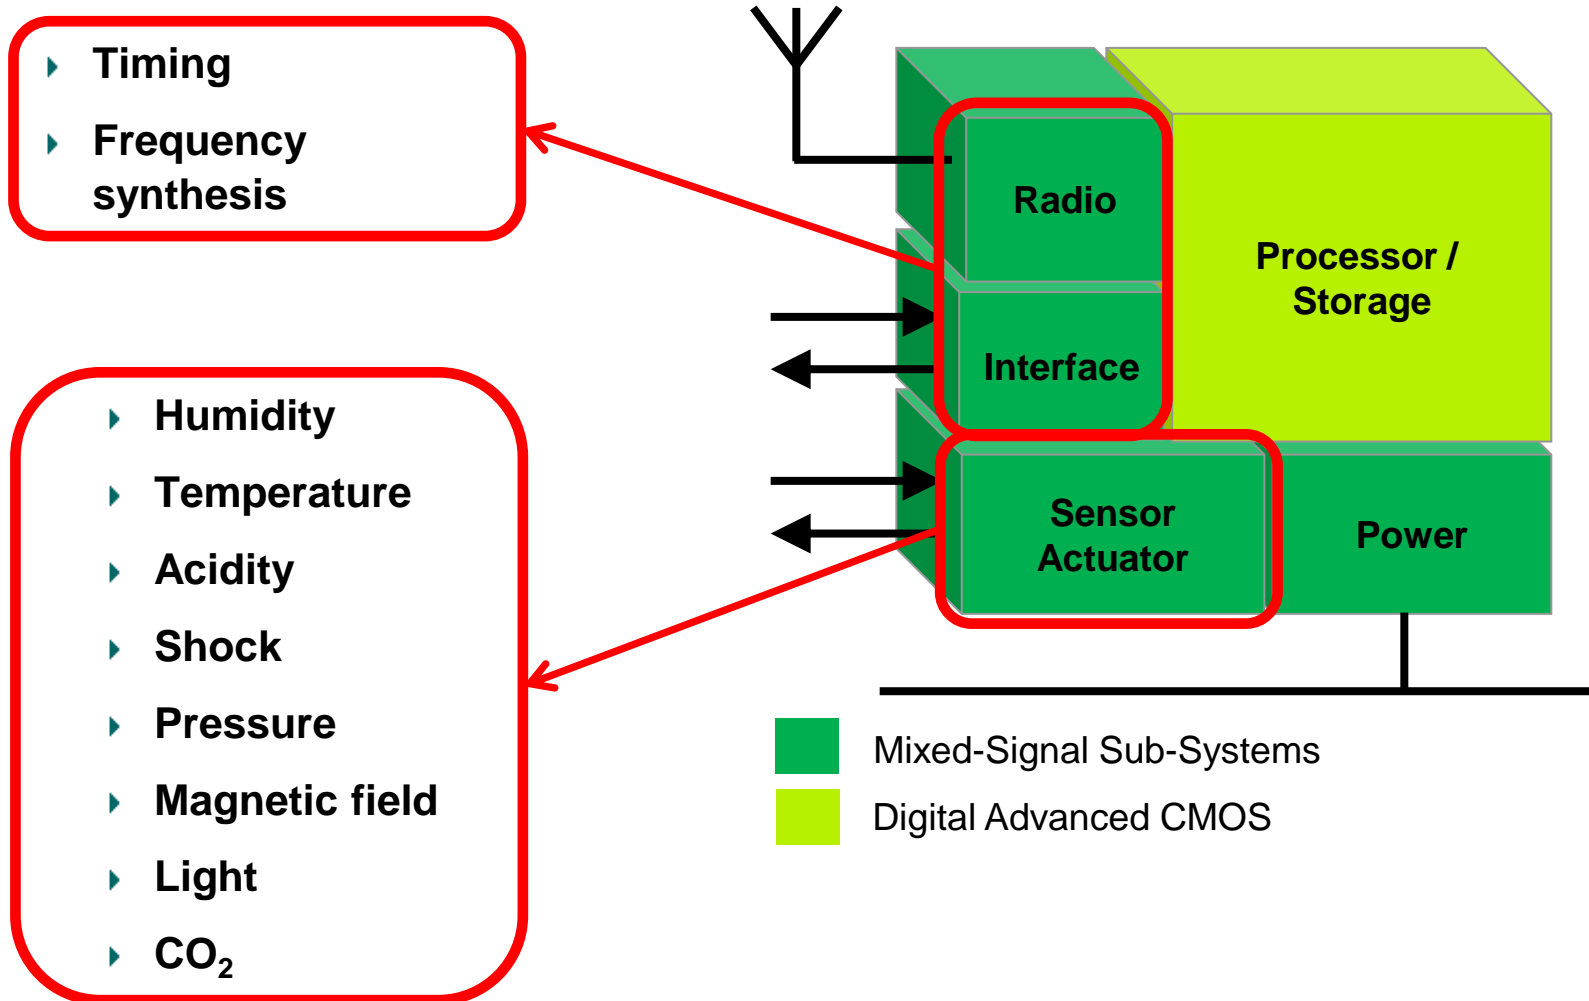 Timing
Frequency
synthesis
Humidity
Temperature
Acidity
Shock
Pressure
Magnetic field
Light
CO₂
Radio
Interface
Processor /
Storage
Sensor
Actuator
Power
Mixed-Signal Sub-Systems
Digital Advanced CMOS